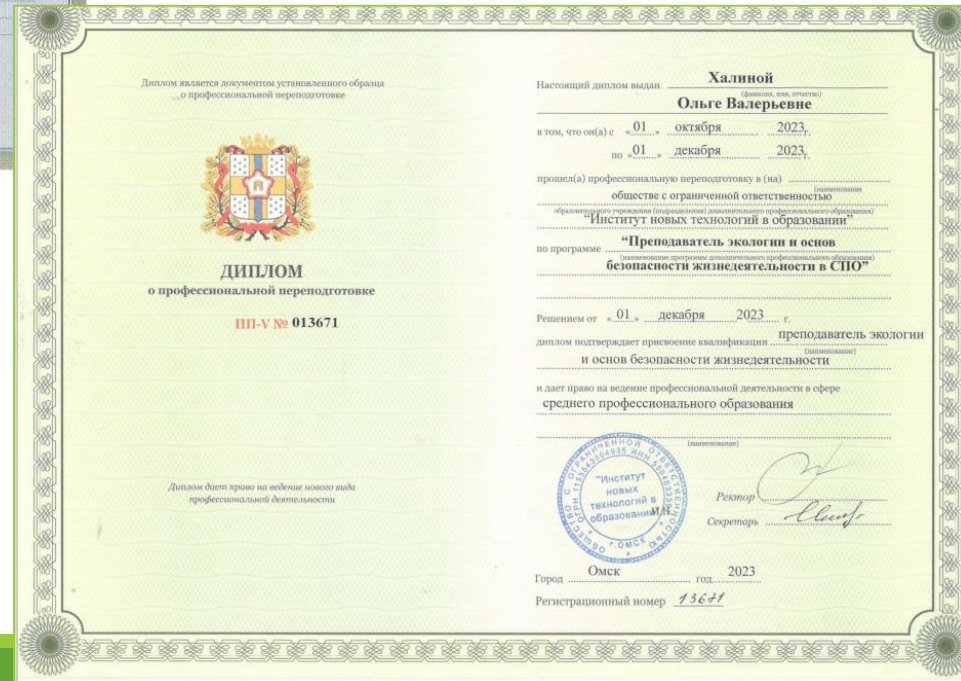 Диплом является документом установленного образца
о профессиональной переподготовке
ДИПЛОМ
о профессиональной переподготовке
ПП-V № 013671
Диплом дает право на ведение нового вида
профессиональной деятельности
Настоящий диплом выдан Халиной
(фамилия, имя, отчество)
Ольге Валерьевне
в том, что он(а) с «01» октября 2023 г.
по «01» декабря 2023 г.
прошел(а) профессиональную переподготовку в (на)
(наименование
обществе с ограниченной ответственностью
образовательного учреждения (подразделения) дополнительного профессионального образования)
“Институт новых технологий в образовании”
по программе “Преподаватель экологии и основ
(наименование программы дополнительного профессионального образования)
безопасности жизнедеятельности в СПО”
Решением от «01» декабря 2023 г.
диплом подтверждает присвоение квалификации преподаватель экологии
(наименование)
и основ безопасности жизнедеятельности
и дает право на ведение профессиональной деятельности в сфере
среднего профессионального образования
(наименование)
ОБЩЕСТВО С ОГРАНИЧЕННОЙ ОТВЕТСТВЕННОСТЬЮ
"Институт
новых
технологий в
образовании"
г.ОМСК
М.П.
Ректор
Секретарь
Город Омск год 2023
Регистрационный номер 13671